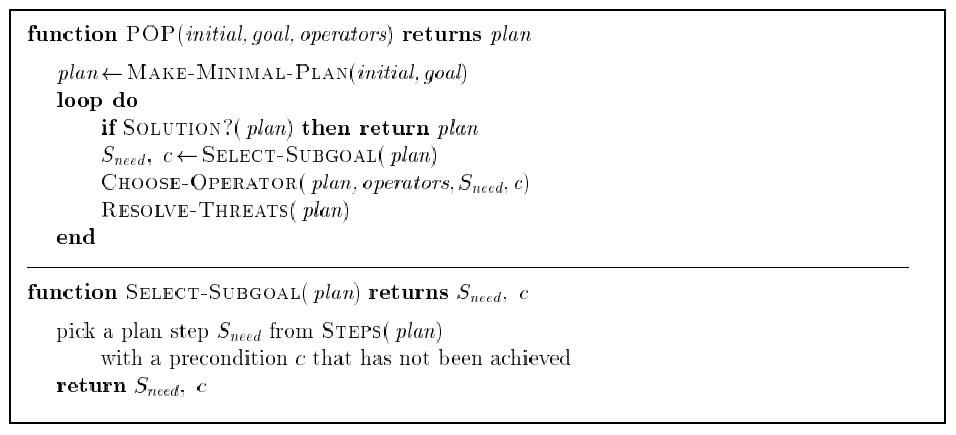 function POP(initial, goal, operators) returns plan
plan ← MAKE-MINIMAL-PLAN(initial, goal)
loop do
if SOLUTION?( plan) then return plan
S_need, c ← SELECT-SUBGOAL( plan)
CHOOSE-OPERATOR( plan, operators, S_need, c)
RESOLVE-THREATS( plan)
end
function SELECT-SUBGOAL( plan) returns S_need, c
pick a plan step S_need from STEPS( plan)
with a precondition c that has not been achieved
return S_need, c